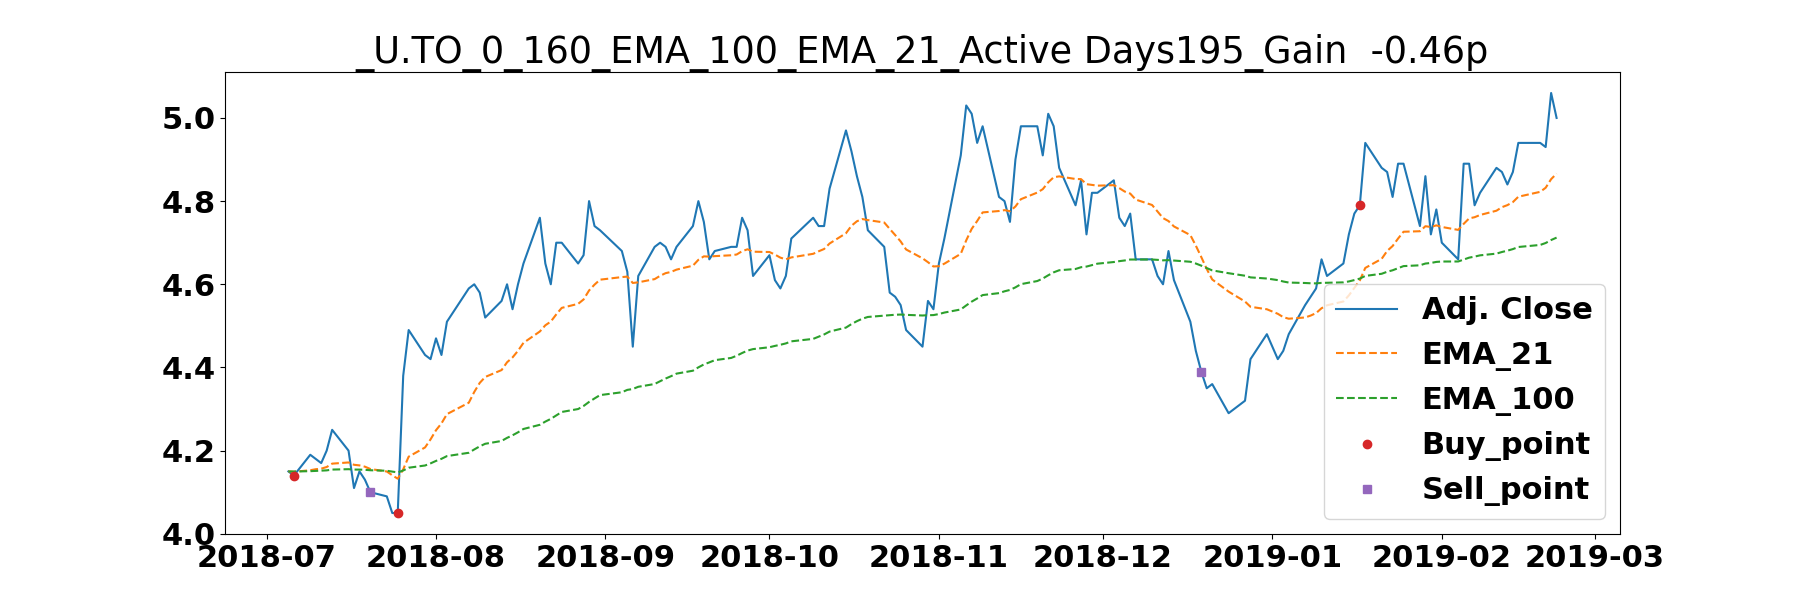 _U.TO_0_160_EMA_100_EMA_21_Active Days195_Gain  -0.46p
5.0
4.8
4.6
4.4
4.2
4.0
Adj. Close
EMA_21
EMA_100
Buy_point
Sell_point
2018-07 2018-08 2018-09 2018-10 2018-11 2018-12 2019-01 2019-02 2019-03